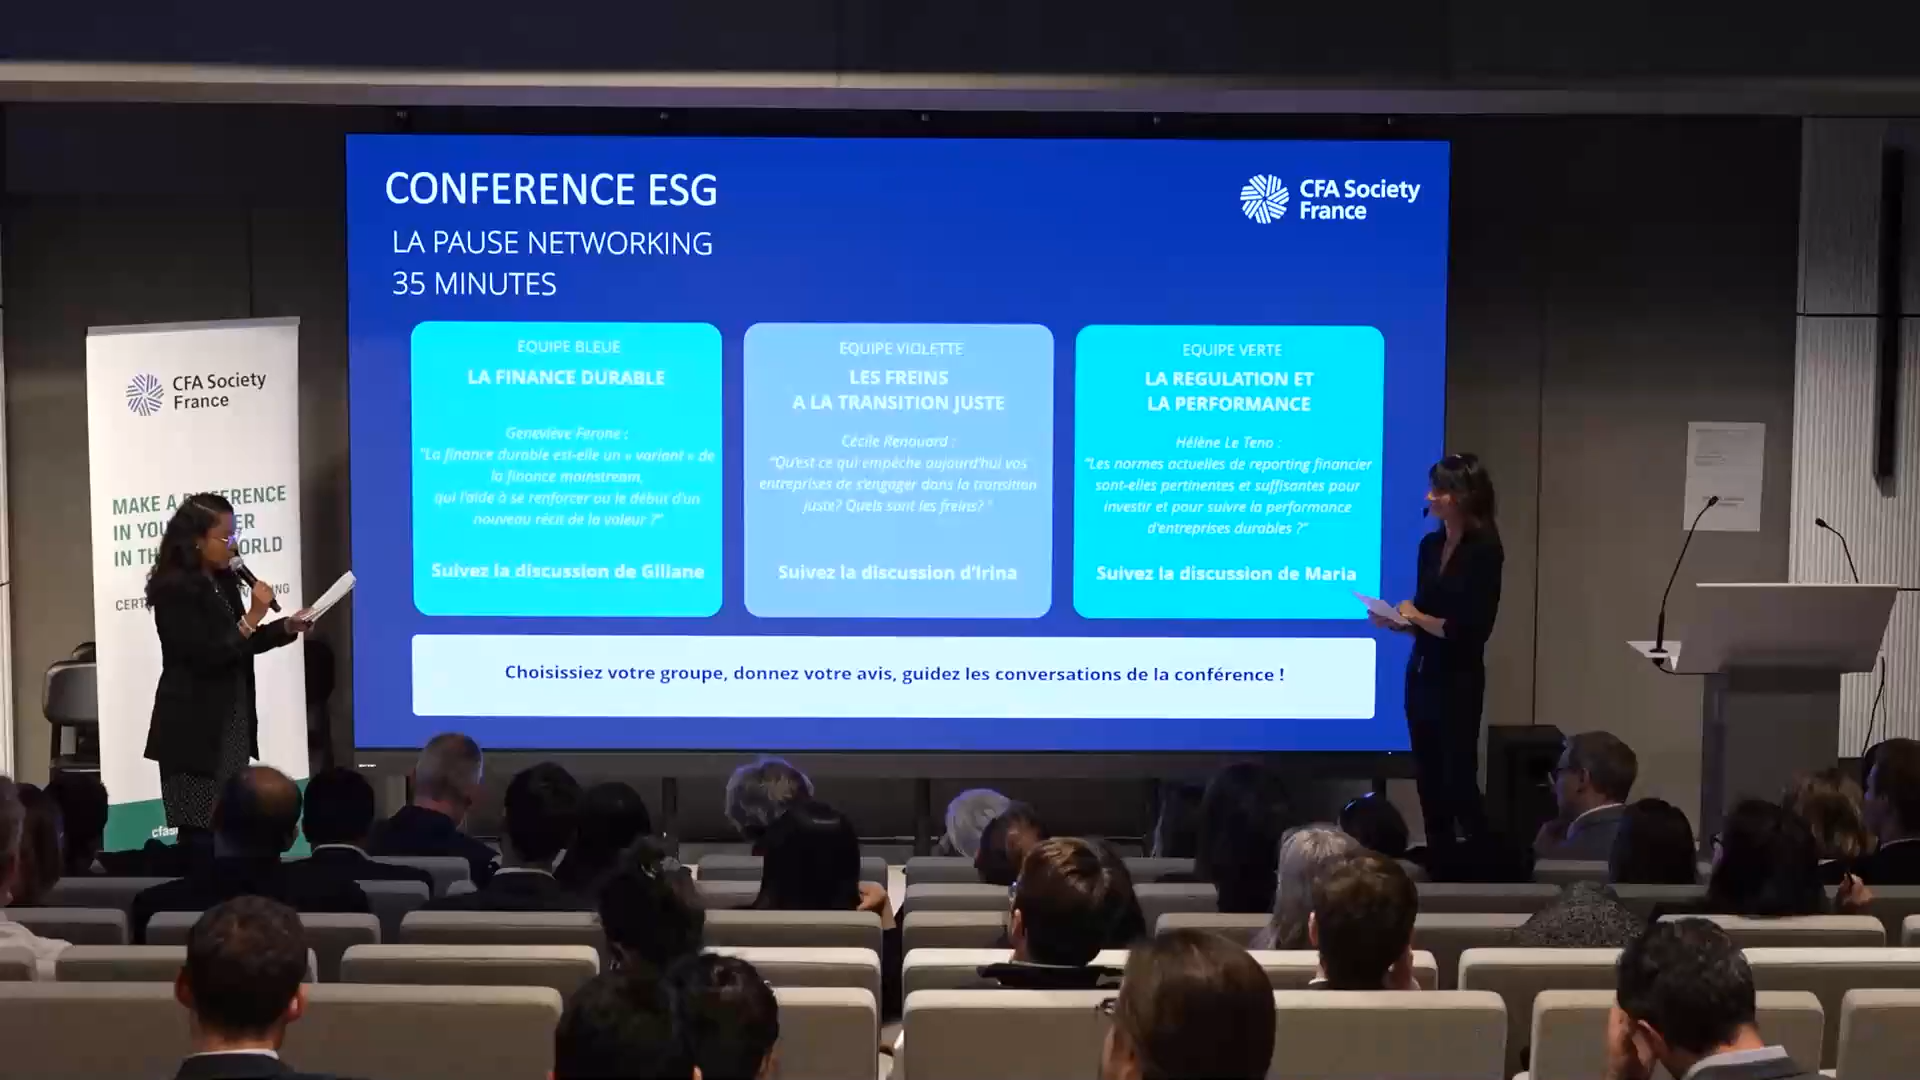 CONFERENCE ESG
LA PAUSE NETWORKING
35 MINUTES
CFA Society
France
EQUIPE BLEUE
LA FINANCE DURABLE
Geneviève Ferone :
"La finance durable est-elle un « variant » de
la finance mainstream,
qui l'aide à se renforcer ou le début d'un
nouveau récit de la valeur ?"
Suivez la discussion de Giliane
EQUIPE VIOLETTE
LES FREINS
A LA TRANSITION JUSTE
Cécile Renouard :
"Qu'est ce qui empêche aujourd'hui vos
entreprises de s'engager dans la transition
juste? Quels sont les freins? "
Suivez la discussion d'Irina
EQUIPE VERTE
LA REGULATION ET
LA PERFORMANCE
Hélène Le Teno :
"Les normes actuelles de reporting financier
sont-elles pertinentes et suffisantes pour
investir et pour suivre la performance
d'entreprises durables ?"
Suivez la discussion de Maria
Choisissiez votre groupe, donnez votre avis, guidez les conversations de la conférence !
CFA Society
France
MAKE A
IN
IN